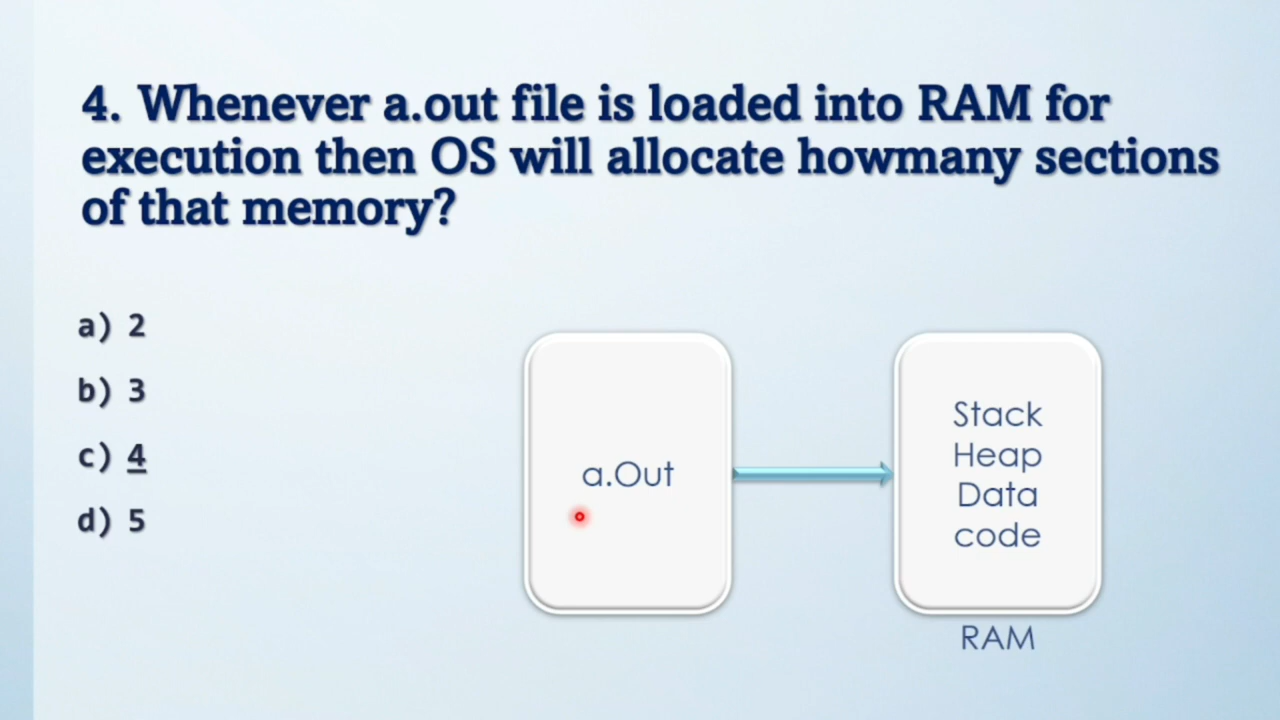 4. Whenever a.out file is loaded into RAM for
execution then OS will allocate howmany sections
of that memory?
a) 2
b) 3
c) 4
d) 5
a.Out
Stack
Heap
Data
code
RAM